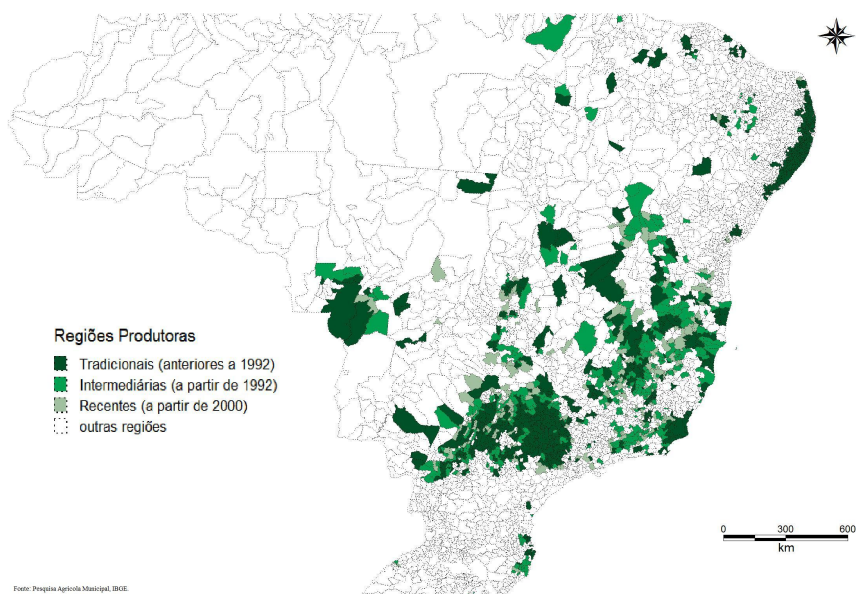 Regiões Produtoras
Tradicionais (anteriores a 1992)
Intermediárias (a partir de 1992)
Recentes (a partir de 2000)
outras regiões
0 300 600
km
Fonte: Pesquisa Agrícola Municipal, IBGE.